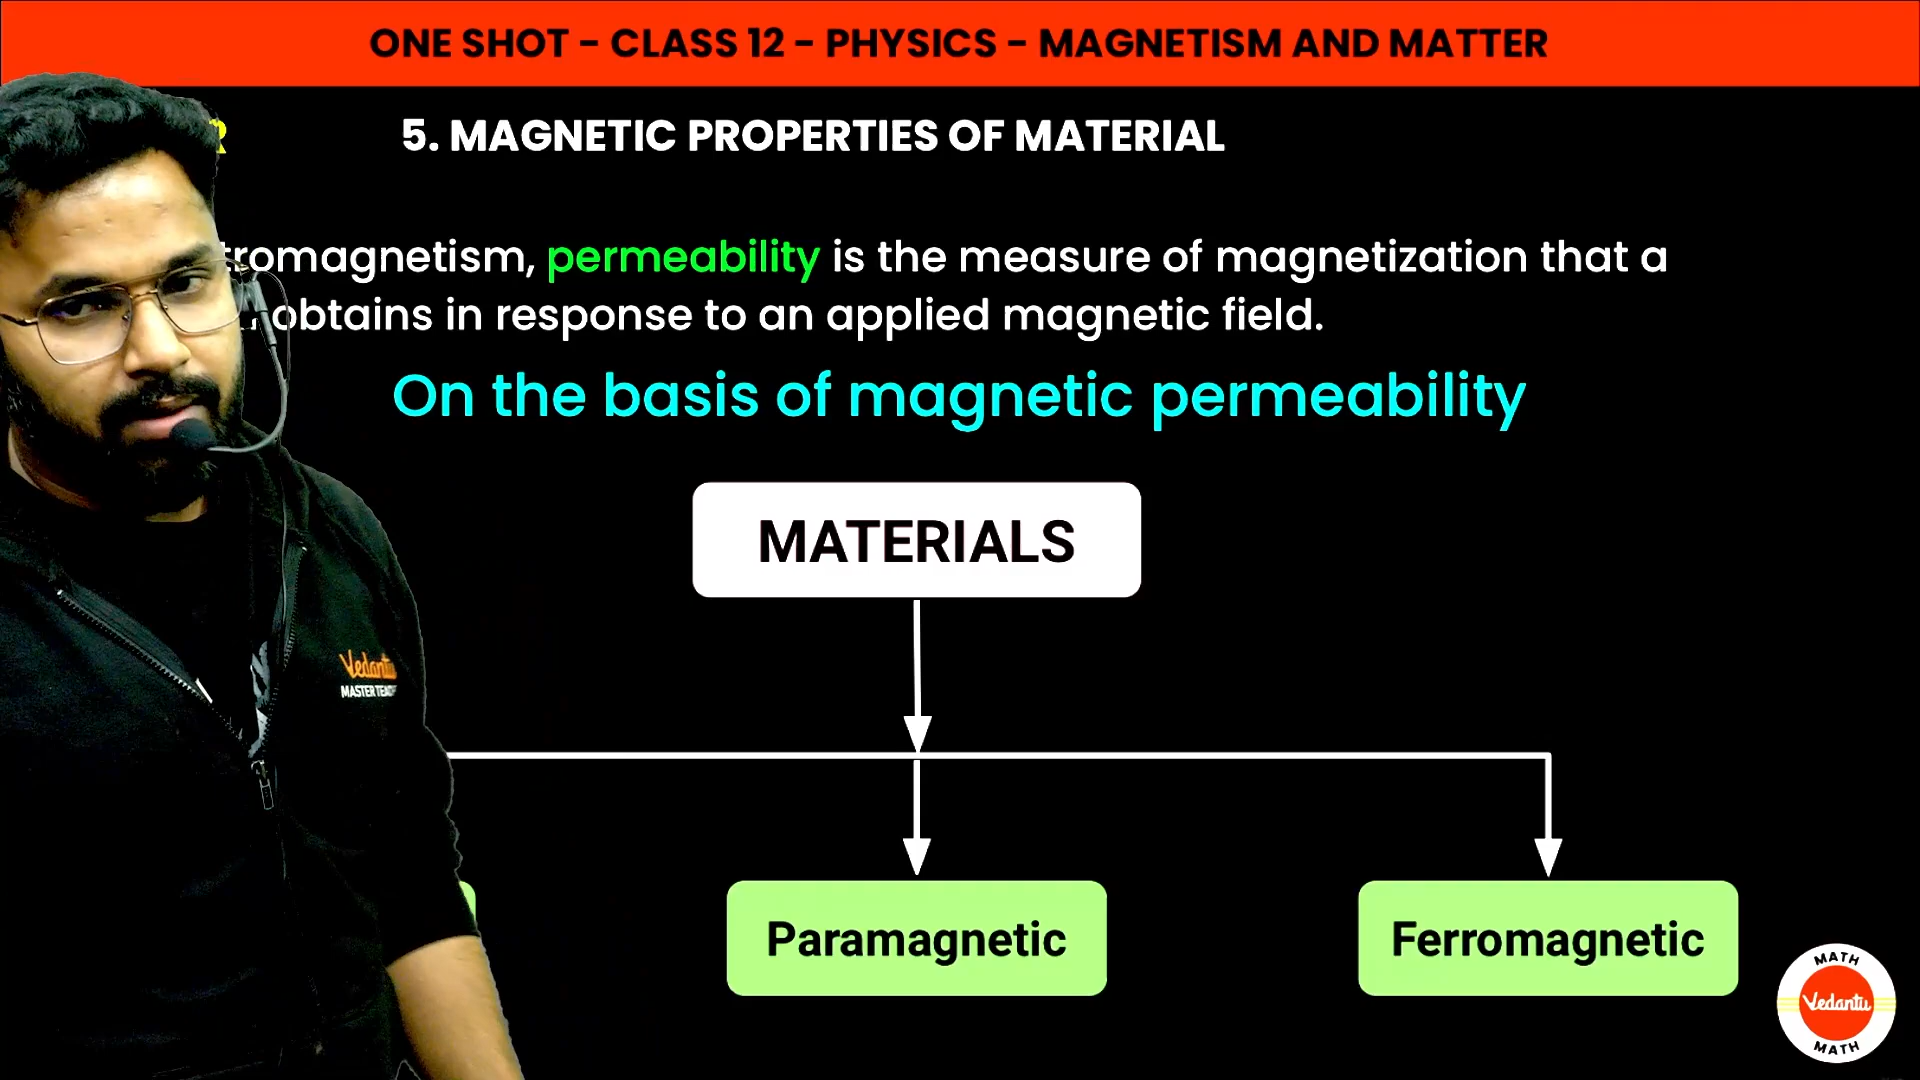 ONE SHOT - CLASS 12 - PHYSICS - MAGNETISM AND MATTER
5. MAGNETIC PROPERTIES OF MATERIAL
permeability is the measure of magnetization that a
obtains in response to an applied magnetic field.
On the basis of magnetic permeability
MATERIALS
Vedantu
MASTER
Paramagnetic
Ferromagnetic
MATH
Vedantu
MATH